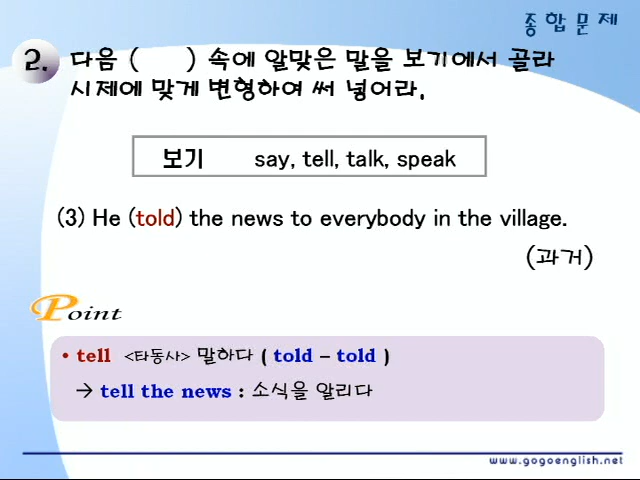 종합문제
2. 다음 (      ) 속에 알맞은 말을 보기에서 골라
시제에 맞게 변형하여 써 넣어라.
보기 say, tell, talk, speak
(3) He (told) the news to everybody in the village.
(과거)
Point
• tell <타동사> 말하다 ( told – told )
→ tell the news : 소식을 알리다
www.gogoenglish.net